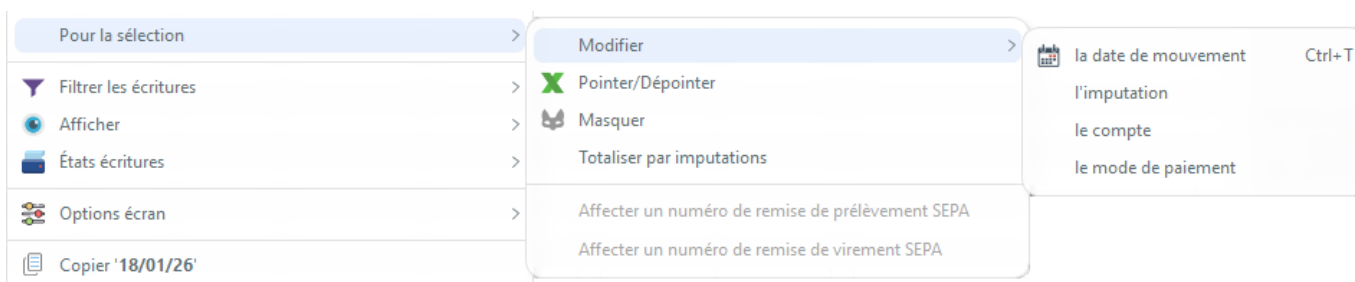 Pour la sélection
Filtrer les écritures
Afficher
États écritures
Options écran
Copier '18/01/26'
Modifier
Pointer/Dépointer
Masquer
Totaliser par imputations
Affecter un numéro de remise de prélèvement SEPA
Affecter un numéro de remise de virement SEPA
la date de mouvement Ctrl+T
l'imputation
le compte
le mode de paiement